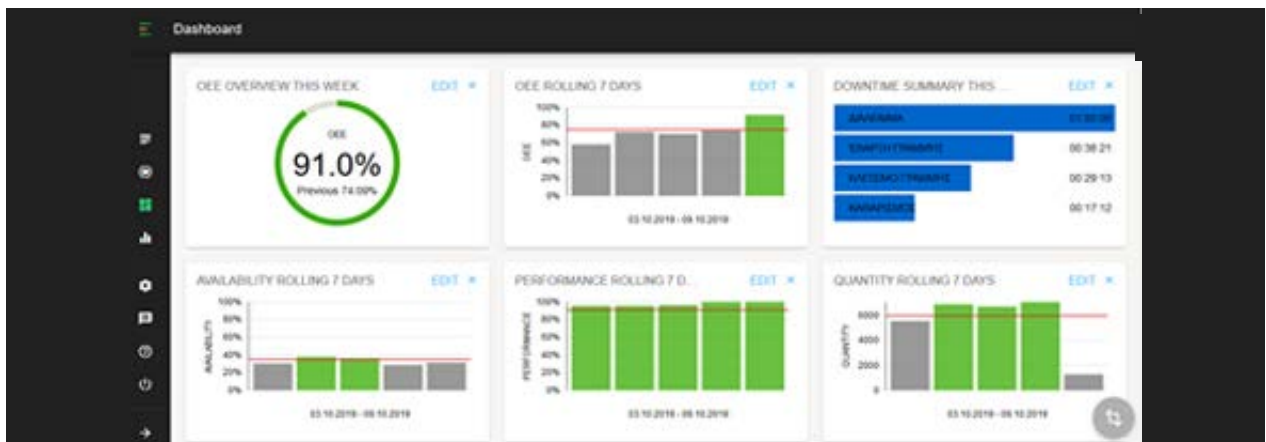 Dashboard
OEE OVERVIEW THIS WEEK EDIT ×
OEE
91.0%
Previous 74.09%
OEE ROLLING 7 DAYS EDIT ×
100%
80%
60%
40%
20%
0%
OEE
03.10.2019 - 09.10.2019
DOWNTIME SUMMARY THIS ... EDIT ×
ΔΙΑΛΕΙΜΜΑ
00:38:21
00:29:13
00:17:12
AVAILABILITY ROLLING 7 DAYS EDIT ×
100%
80%
60%
40%
20%
0%
AVAILABILITY
03.10.2019 - 09.10.2019
PERFORMANCE ROLLING 7 D... EDIT ×
100%
80%
60%
40%
20%
0%
PERFORMANCE
03.10.2019 - 09.10.2019
QUANTITY ROLLING 7 DAYS EDIT ×
6000
4000
2000
0
QUANTITY
03.10.2019 - 09.10.2019